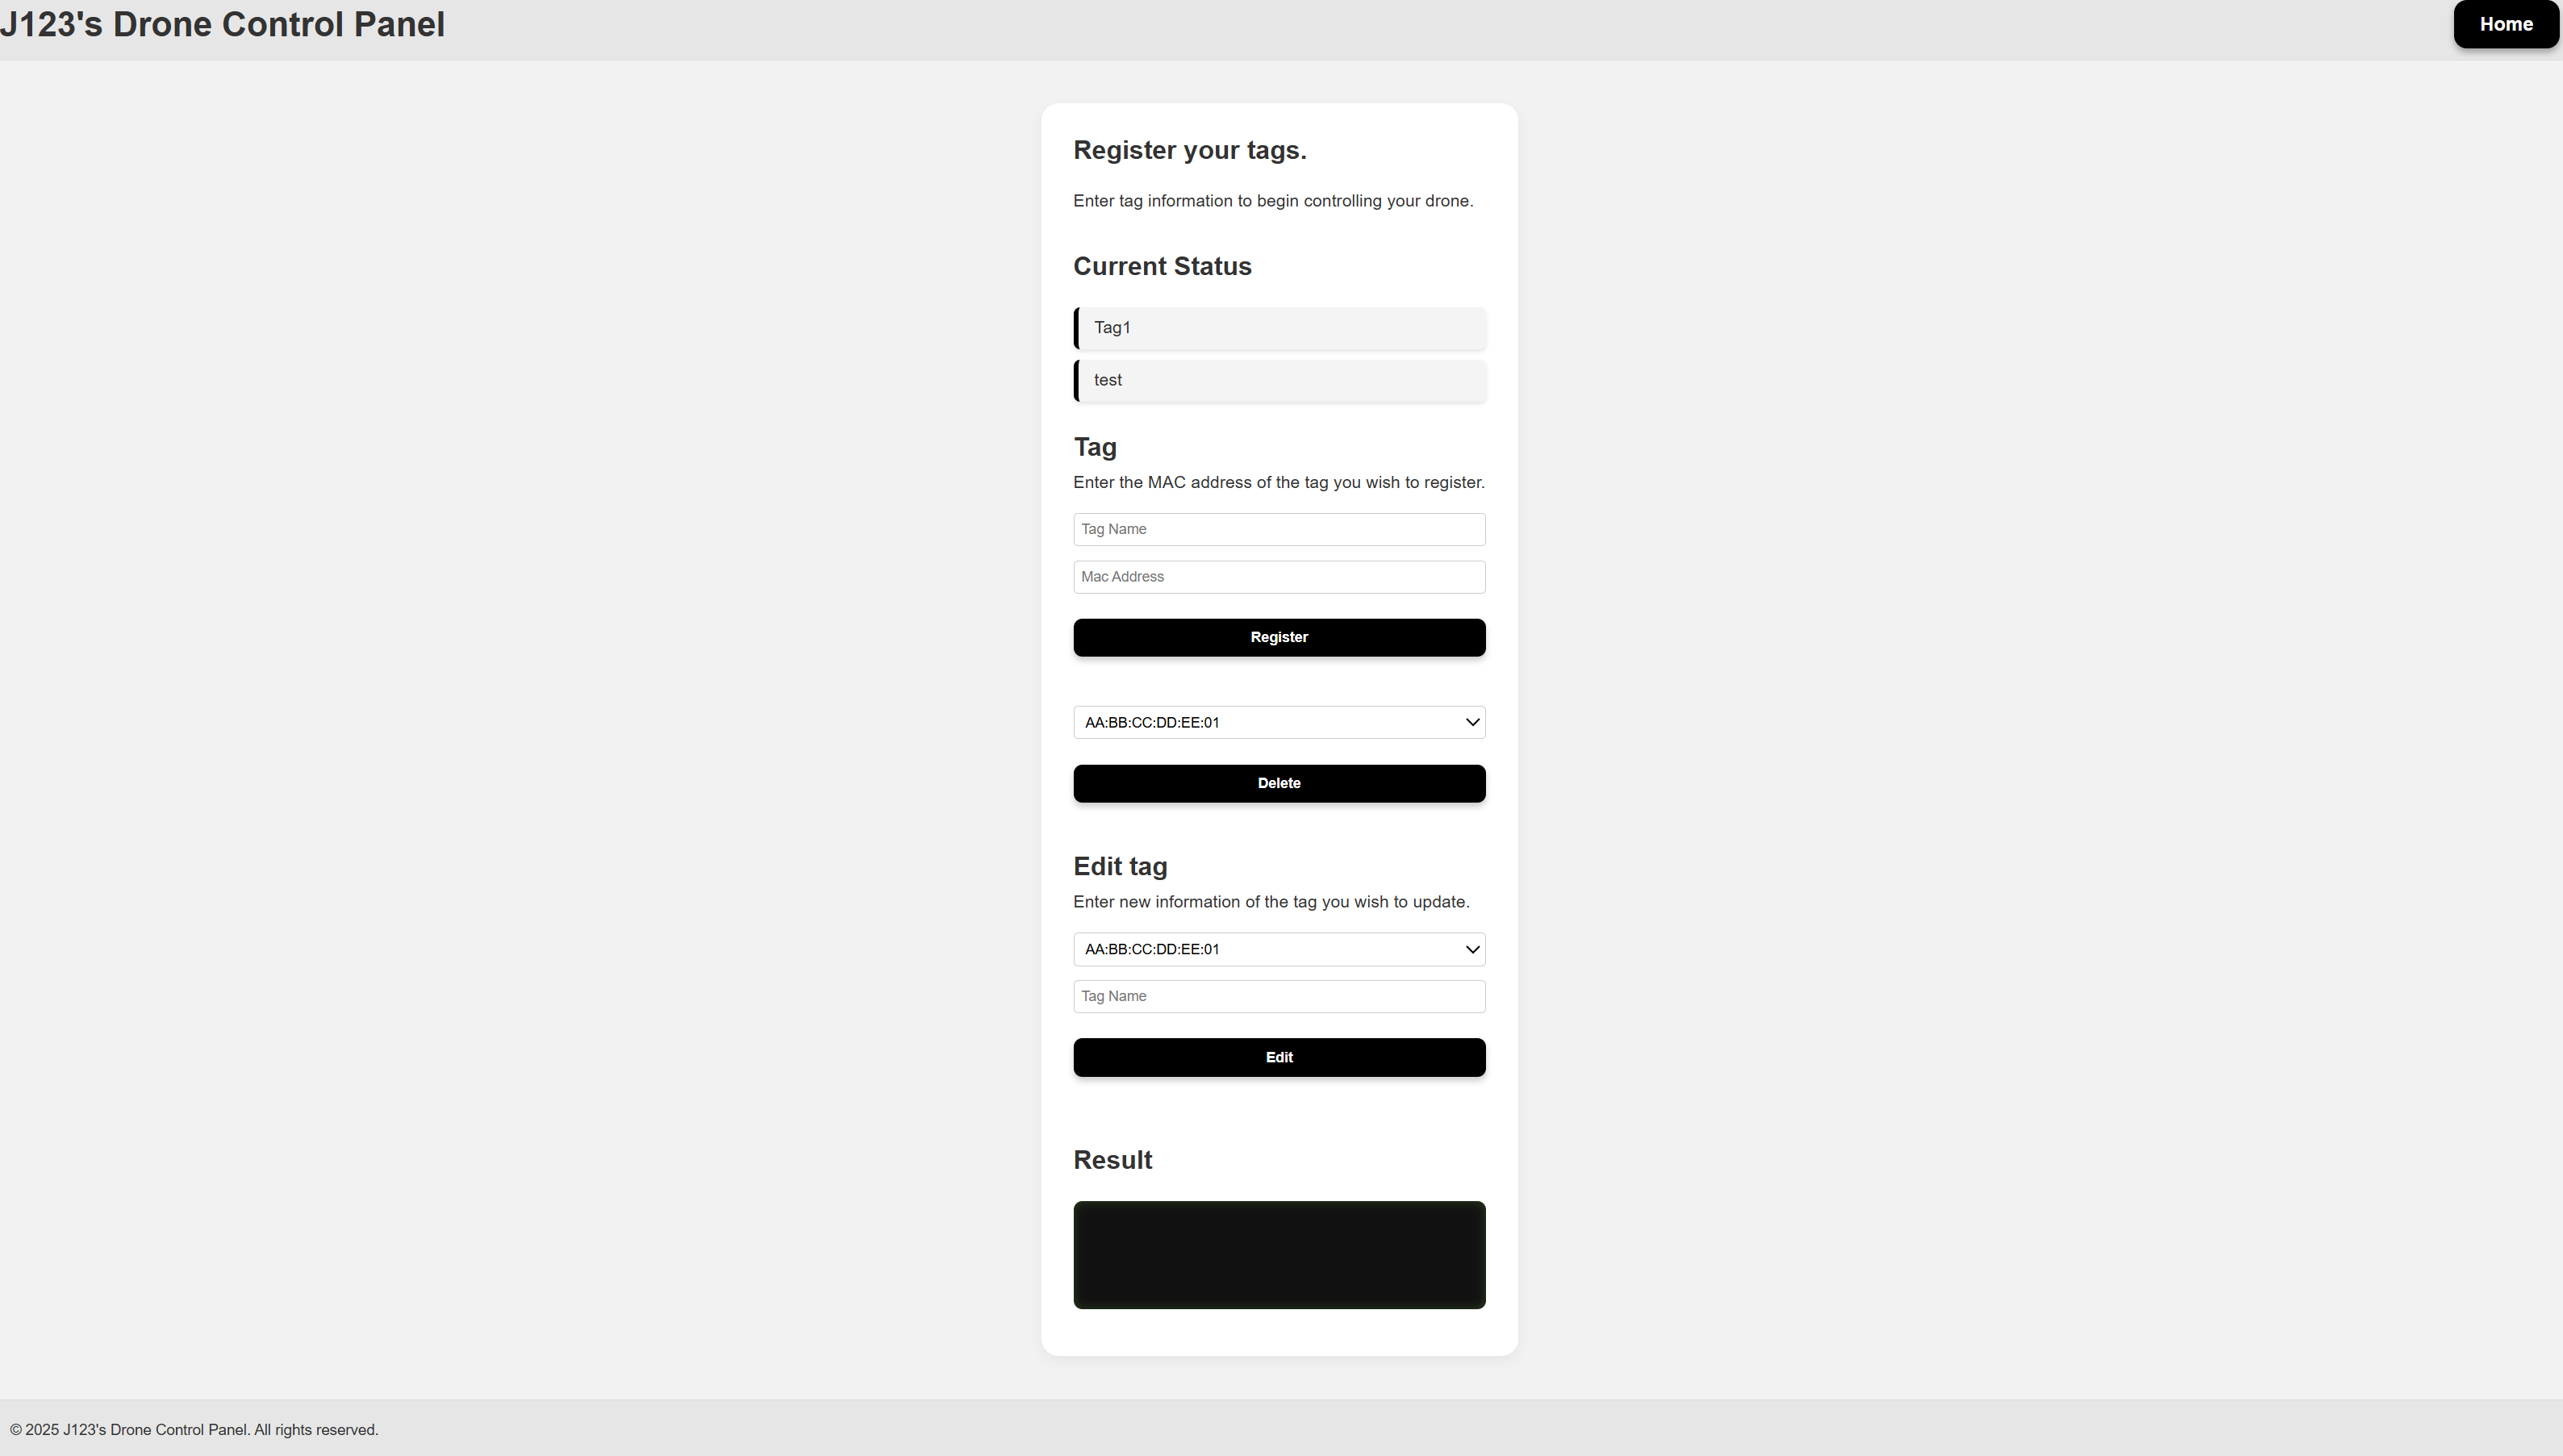 J123's Drone Control Panel
Home
Register your tags.
Enter tag information to begin controlling your drone.
Current Status
Tag1
test
Tag
Enter the MAC address of the tag you wish to register.
Tag Name
Mac Address
Register
AA:BB:CC:DD:EE:01
Delete
Edit tag
Enter new information of the tag you wish to update.
AA:BB:CC:DD:EE:01
Tag Name
Edit
Result
© 2025 J123's Drone Control Panel. All rights reserved.